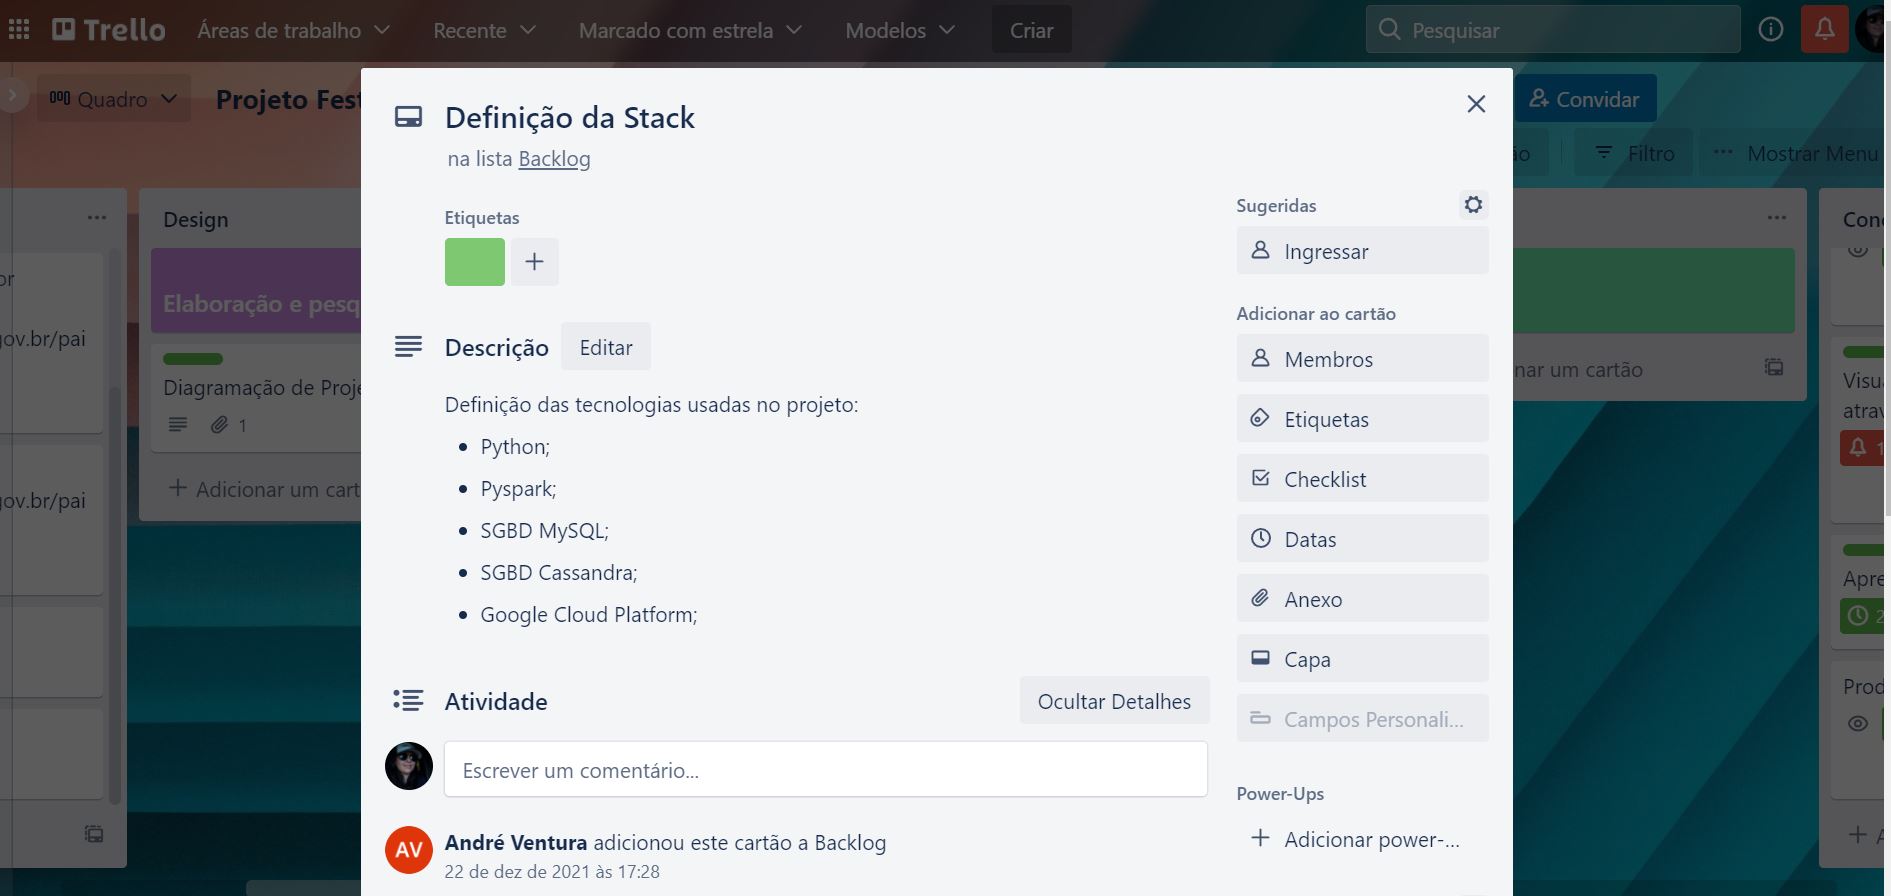 Trello
Áreas de trabalho
Recente
Marcado com estrela
Modelos
Criar
Pesquisar
Quadro
Projeto Fest
Convidar
Filtro
Mostrar Menu
Definição da Stack
na lista Backlog
Etiquetas
Descrição
Editar
Definição das tecnologias usadas no projeto:
Python;
Pyspark;
SGBD MySQL;
SGBD Cassandra;
Google Cloud Platform;
Atividade
Ocultar Detalhes
Escrever um comentário...
AV
André Ventura adicionou este cartão a Backlog
22 de dez de 2021 às 17:28
Sugeridas
Ingressar
Adicionar ao cartão
Membros
Etiquetas
Checklist
Datas
Anexo
Capa
Campos Personali...
Power-Ups
Adicionar power-...
or
gov.br/pai
gov.br/pai
Design
Elaboração e pesq
Diagramação de Proje
1
Adicionar um cart
nar um cartão
Con
Visu
atrav
1
Apre
2
Prod